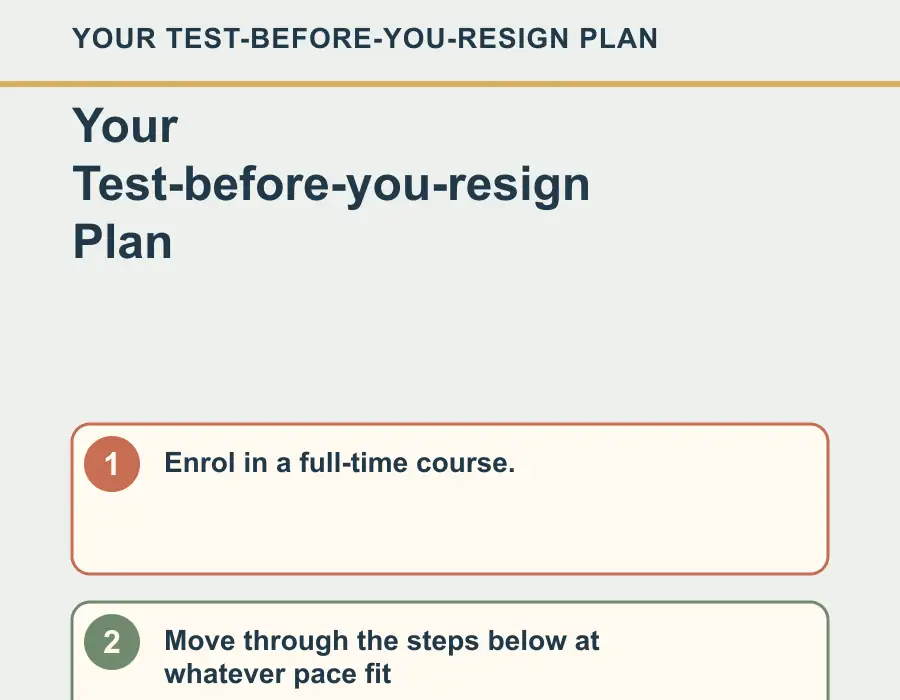 YOUR TEST-BEFORE-YOU-RESIGN PLAN
Your
Test-before-you-resign
Plan
1
Enrol in a full-time course.
2
Move through the steps below at
whatever pace fit